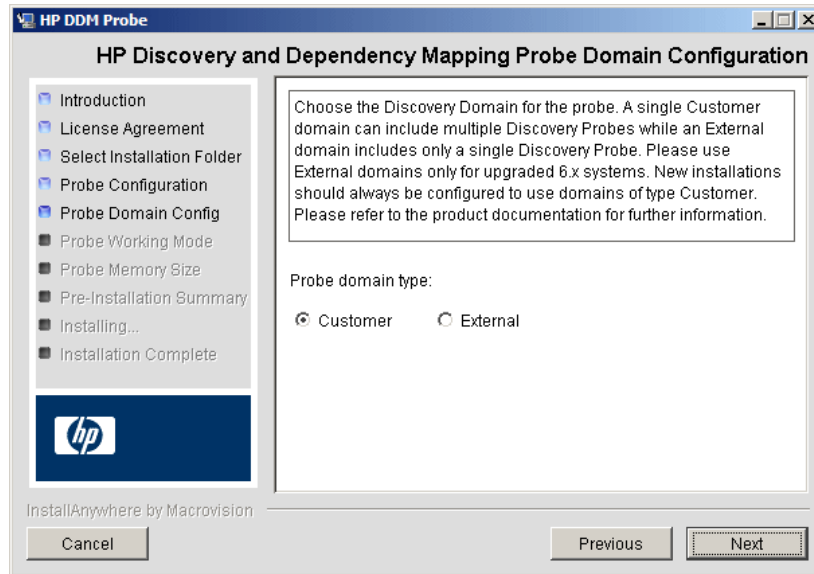 HP DDM Probe
HP Discovery and Dependency Mapping Probe Domain Configuration
Introduction
License Agreement
Select Installation Folder
Probe Configuration
Probe Domain Config
Probe Working Mode
Probe Memory Size
Pre-Installation Summary
Installing...
Installation Complete
hp
Choose the Discovery Domain for the probe. A single Customer
domain can include multiple Discovery Probes while an External
domain includes only a single Discovery Probe. Please use
External domains only for upgraded 6.x systems. New installations
should always be configured to use domains of type Customer.
Please refer to the product documentation for further information.
Probe domain type:
Customer External
InstallAnywhere by Macrovision
Cancel Previous Next